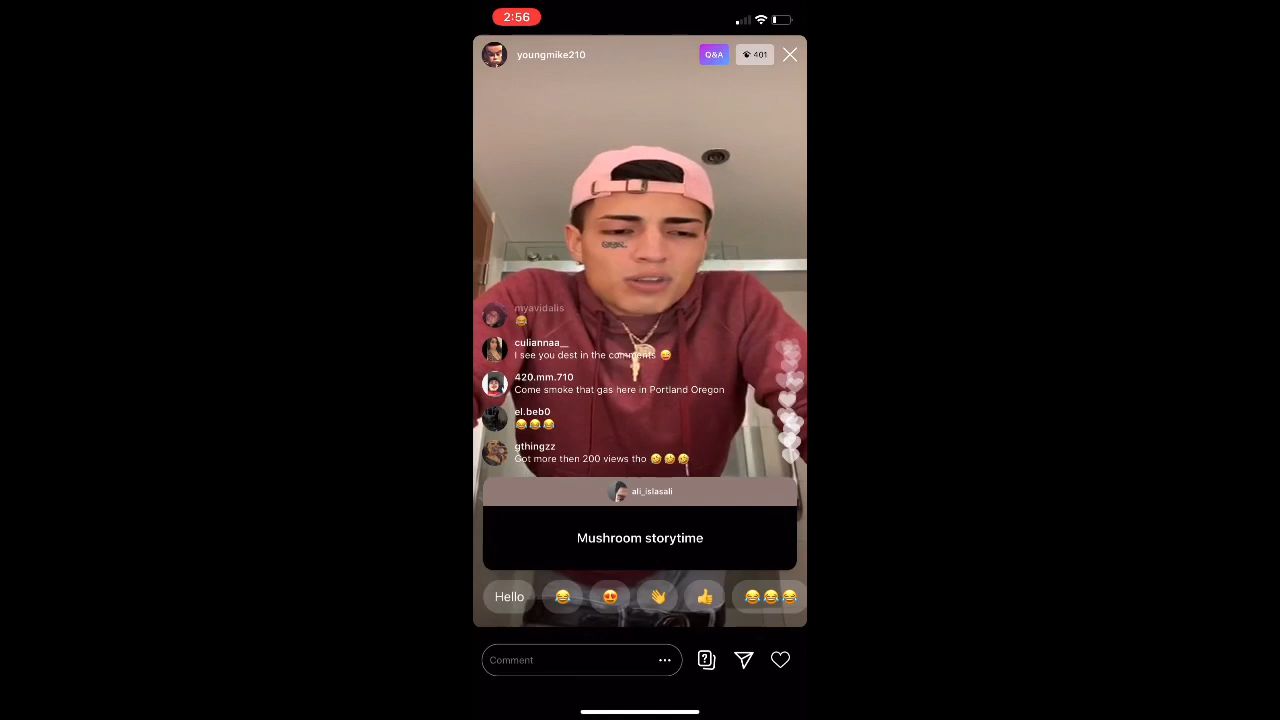 2:56
youngmike210
Q&A
401
myavidalis
😂
culiannaa__
I see you dest in the comments 😅
420.mm.710
Come smoke that gas here in Portland Oregon
el.beb0
😂😂😂
gthingzz
Got more then 200 views tho 🤣🤣🤣
ali_islasali
Mushroom storytime
Hello 😂 😍 👋 👍 😂😂😂
Comment